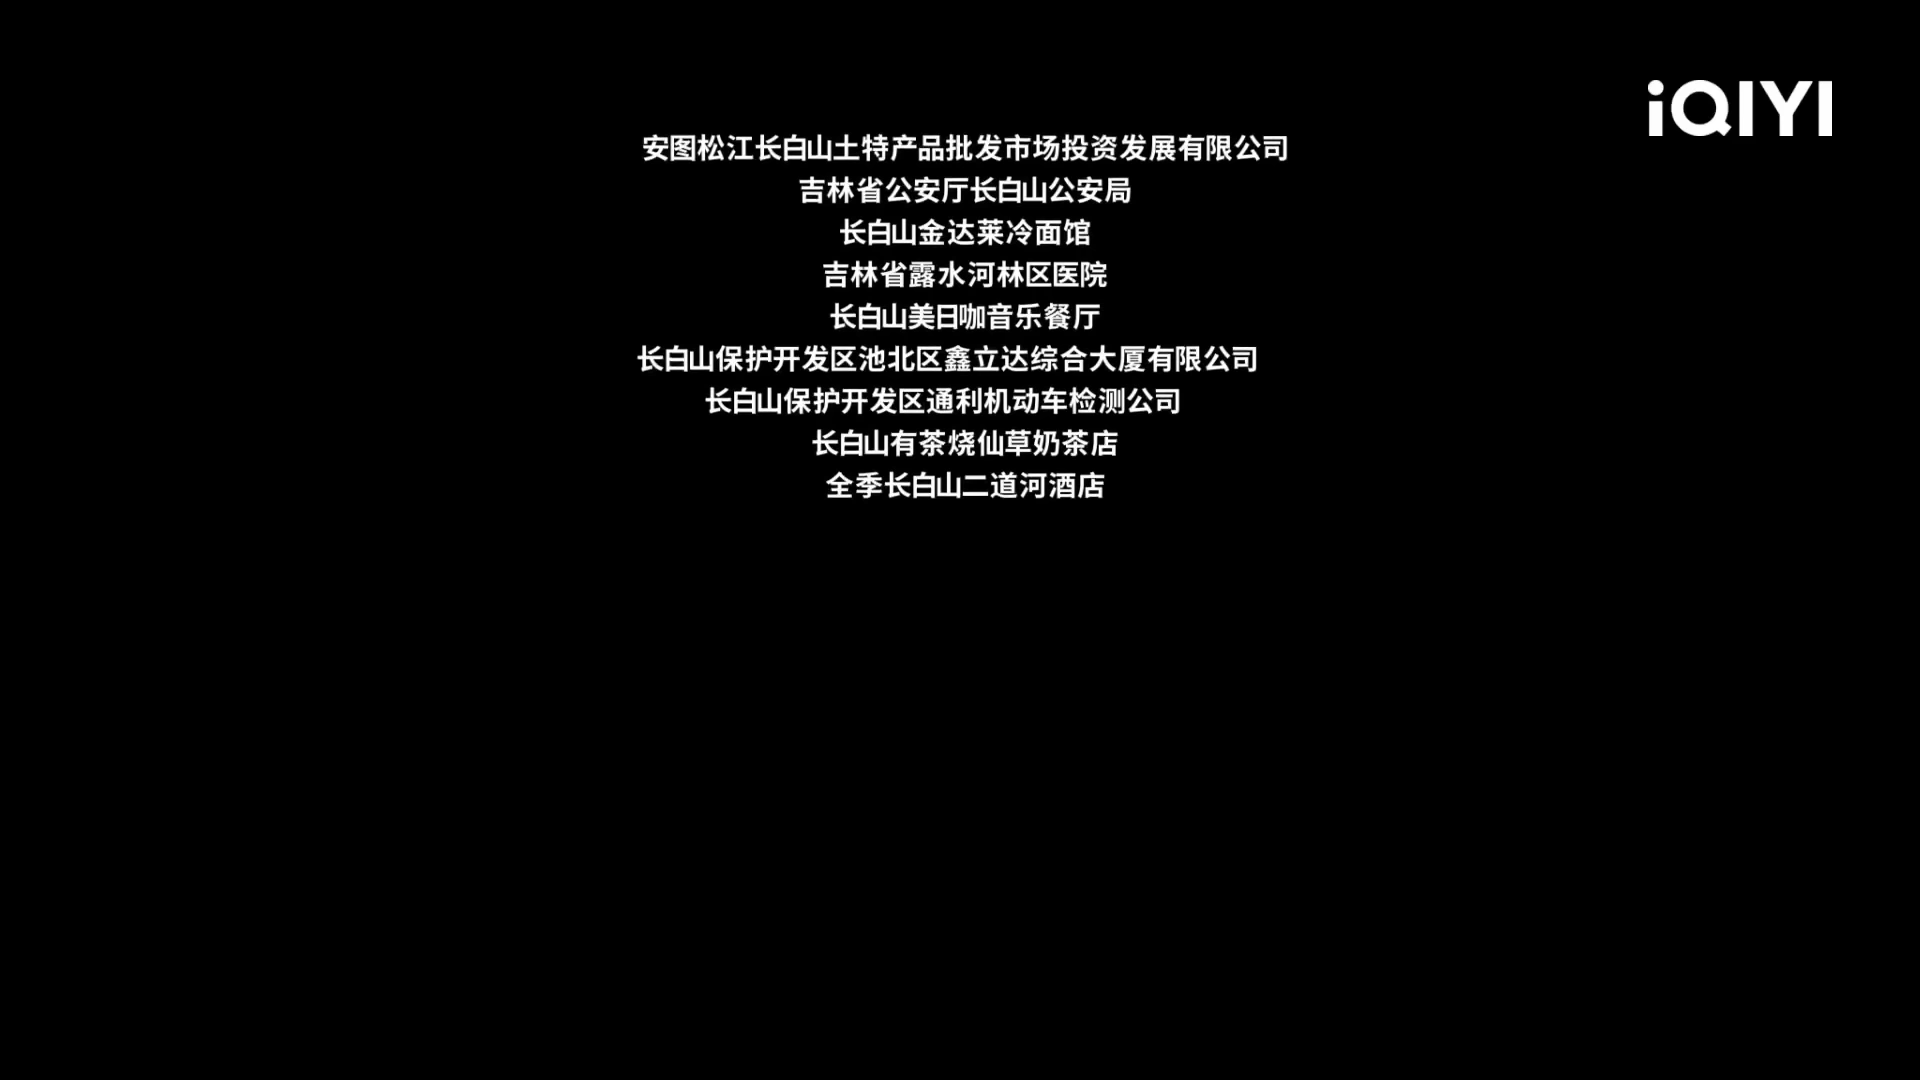 iQIYI
安图松江长白山土特产品批发市场投资发展有限公司
吉林省公安厅长白山公安局
长白山金达莱冷面馆
吉林省露水河林区医院
长白山美日咖音乐餐厅
长白山保护开发区池北区鑫立达综合大厦有限公司
长白山保护开发区通利机动车检测公司
长白山有茶烧仙草奶茶店
全季长白山二道河酒店